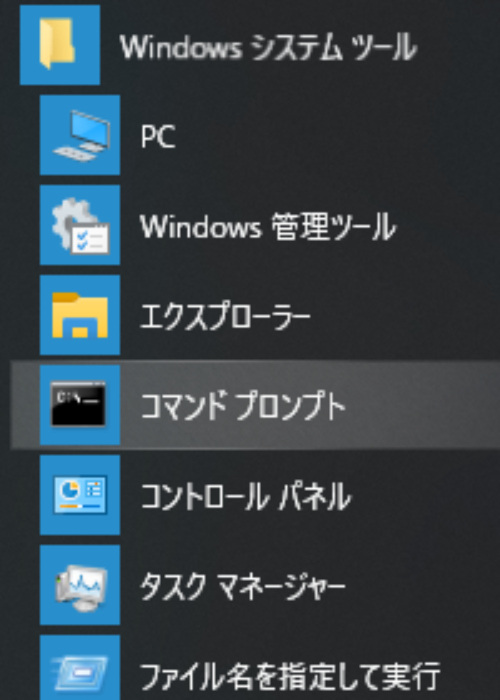 Windows システム ツール
PC
Windows 管理ツール
エクスプローラー
コマンド プロンプト
コントロール パネル
タスク マネージャー
ファイル名を指定して実行